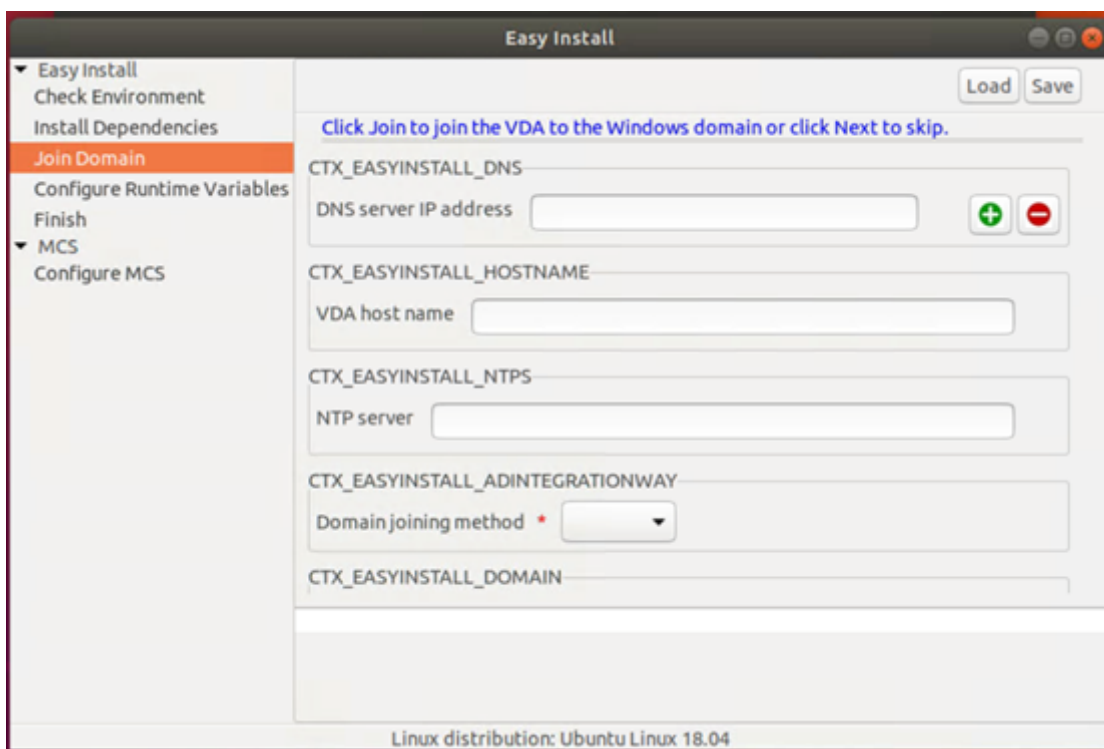 Easy Install
Easy Install
Check Environment
Install Dependencies
Join Domain
Configure Runtime Variables
Finish
MCS
Configure MCS
Load Save
Click Join to join the VDA to the Windows domain or click Next to skip.
CTX_EASYINSTALL_DNS
DNS server IP address
CTX_EASYINSTALL_HOSTNAME
VDA host name
CTX_EASYINSTALL_NTPS
NTP server
CTX_EASYINSTALL_ADINTEGRATIONWAY
Domain joining method *
CTX_EASYINSTALL_DOMAIN
Linux distribution: Ubuntu Linux 18.04